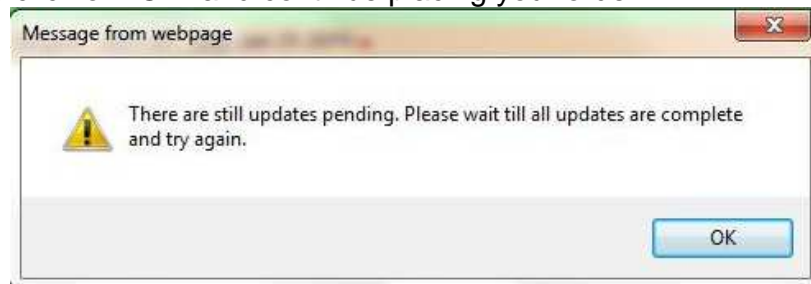 Message from webpage
There are still updates pending. Please wait till all updates are complete
and try again.
OK